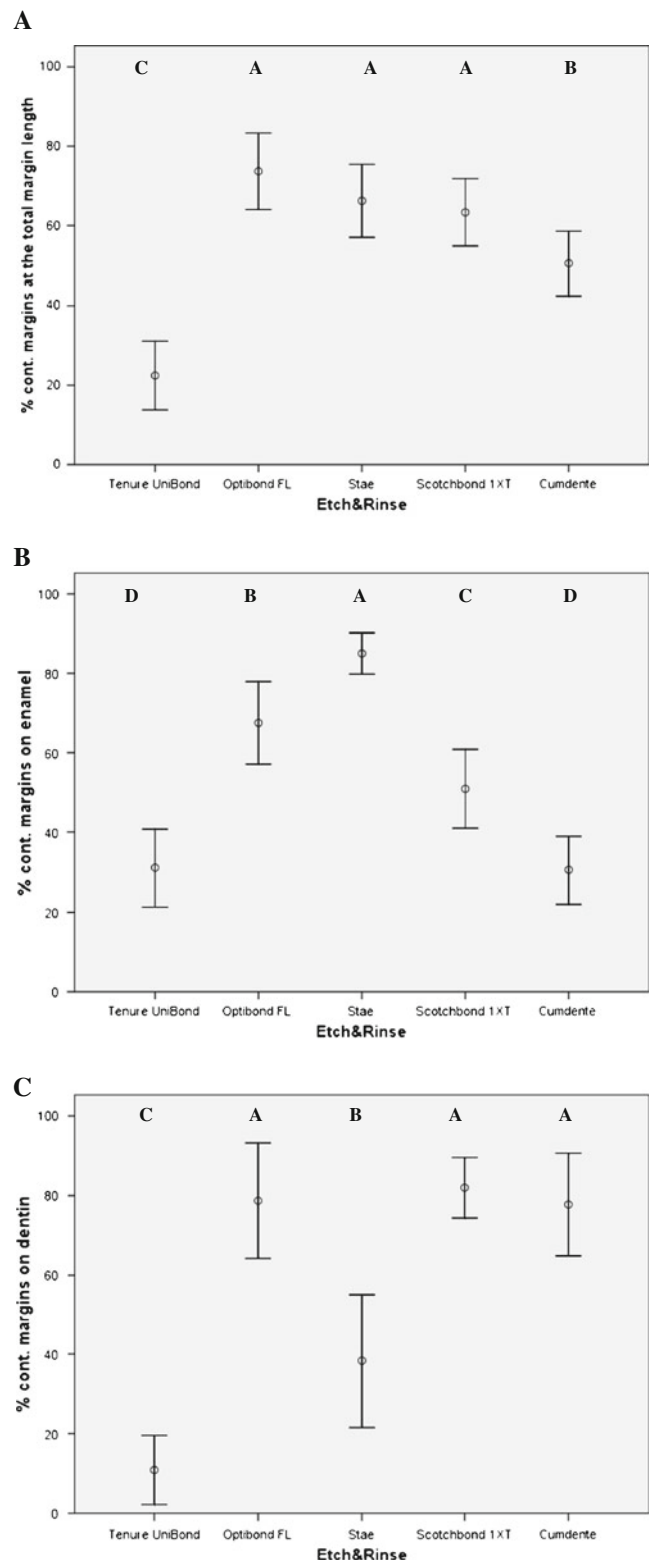 A
C A A A B
100
80
60
40
20
0
% cont. margins at the total margin length
Tenure UniBond Optibond FL Stae Scotchbond 1XT Cumdente
Etch&Rinse
B
D B A C D
100
80
60
40
20
0
% cont. margins on enamel
Tenure UniBond Optibond FL Stae Scotchbond 1XT Cumdente
Etch&Rinse
C
C A B A A
100
80
60
40
20
0
% cont. margins on dentin
Tenure UniBond Optibond FL Stae Scotchbond 1XT Cumdente
Etch&Rinse